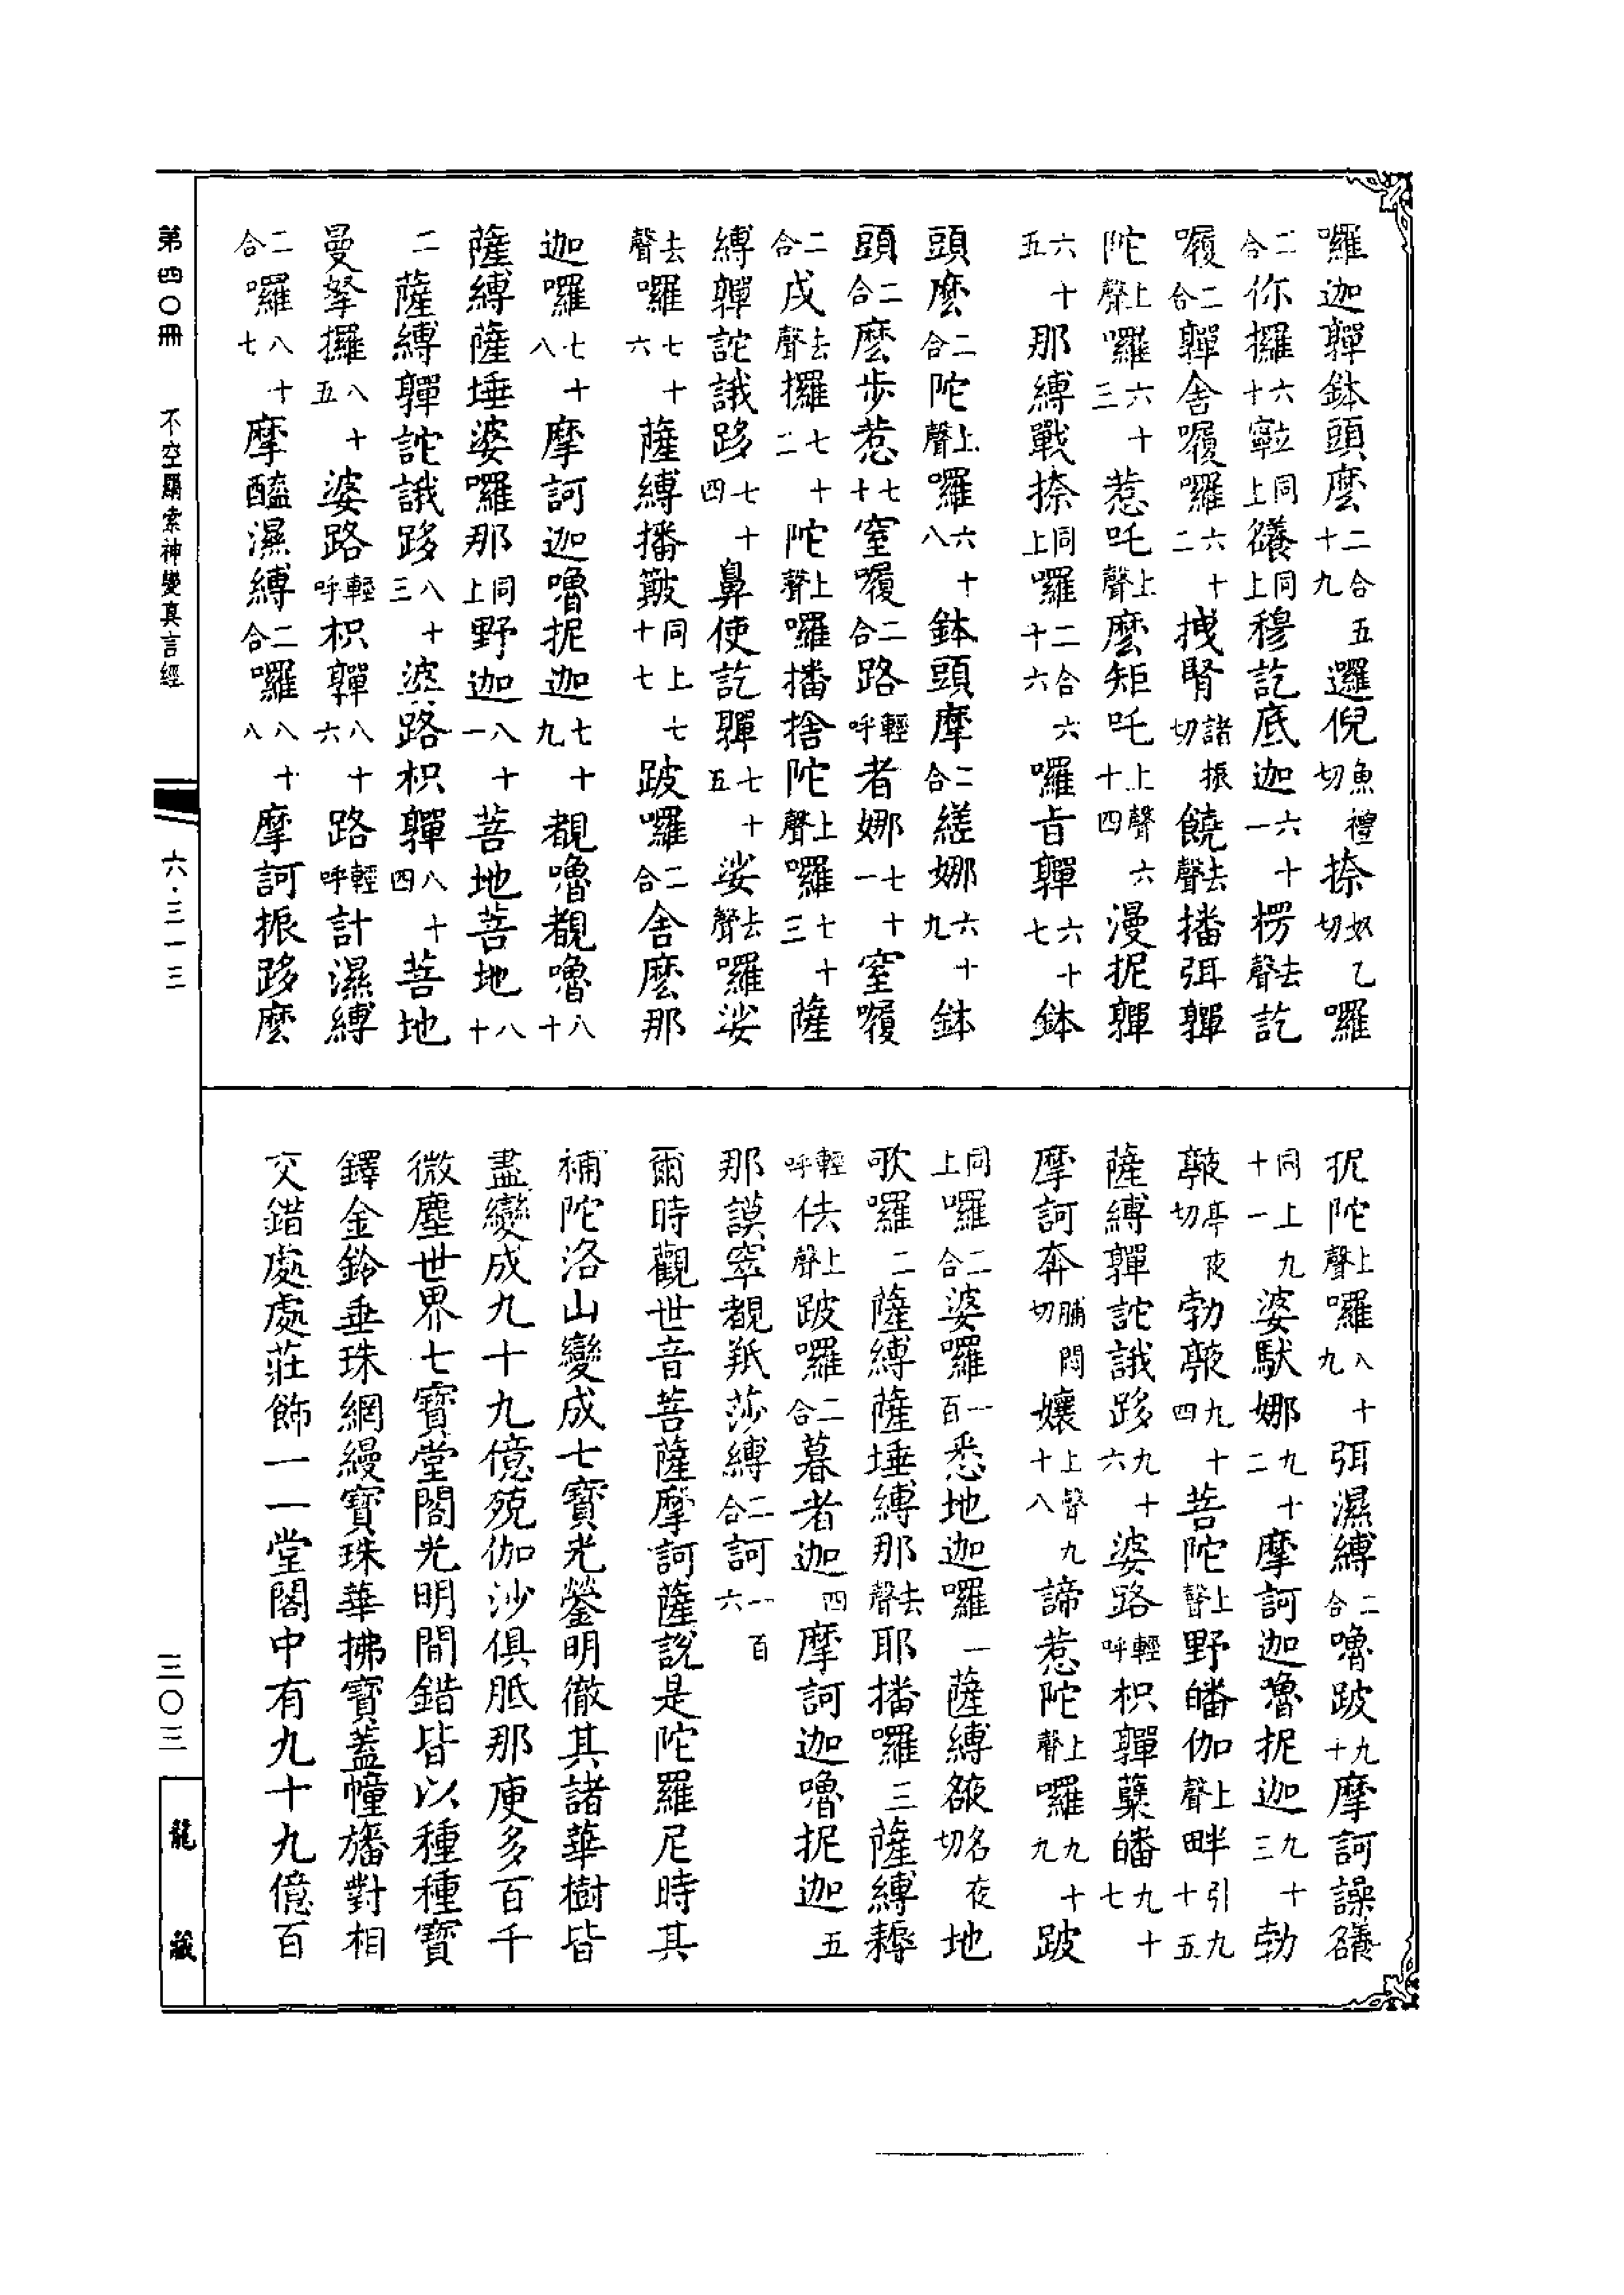 囉迦鞞鉢頭麼二合五十九邏倪魚禮切捺奴乙切囉
二合你攞六十同上礒同上穆訖底迦六十一楞去聲訖
二合鞞舍囉六十二拽腎諸振切饒去聲播弭鞞
陀上聲囉六十三惹吒上聲麼矩吒上聲六十四漫抳鞞
六十五那縛戰捺同上囉二合六十六囉旨鞞六十七鉢
頭麼二合陀上聲囉六十八鉢頭摩二合縒娜六十九鉢
頭二合麼步惹七十窒二合路輕呼者娜七十一窒
二合戍去聲攞七十二陀上聲囉播捨陀上聲囉七十三薩
縛鞞詑誐跢七十四鼻使訖鞞七十五娑去聲囉娑
去聲囉七十六薩縛播同上七十七跛囉二合舍麼那
迦囉七十八摩訶迦嚕抳迦七十九覩嚕覩嚕八十
薩縛薩埵婆囉那同上野迦八十一菩地菩地八十
二薩縛鞞詑誐跢八十三婆路枳鞞八十四菩地
曼拏攞八十五婆路輕呼枳鞞八十六路輕呼計濕縛
二合囉八十七摩醯濕縛二合囉八十八摩訶振跢麼
抳陀上聲囉八十九弭濕縛二合嚕跛九十摩訶譟礒
同上九十一婆馱娜九十二摩訶迦嚕抳迦九十三勃
亭夜切勃九十四菩陀上聲野皤伽上聲畔引九十五
薩縛鞞詑誐跢九十六婆路輕呼枳鞞蘗皤九十七
摩訶奔脯悶切孃上聲九十八諦惹陀上聲囉九十九跛
同上囉二合婆囉一百悉地迦囉一薩縛名夜切地
歌囉二薩縛薩埵縛那去聲耶播囉三薩縛耨
輕呼佉上聲跛囉二合暮者迦四摩訶迦嚕抳迦五
那謨窣覩羝莎縛二合訶一百六
爾時觀世音菩薩摩訶薩說是陀羅尼時其
補陀洛山變成七寶光瑩明徹其諸華樹皆
盡變成九十九億殑伽沙俱胝那庾多百千
微塵世界七寶堂閣光明間錯皆以種種寶
鐸金鈴垂珠網縵寶珠華拂寶蓋幢旛對相
交錯處處莊飾一一堂閣中有九十九億百
第四〇冊 不空罥索神變真言經
六·三一三
三〇三
龍藏